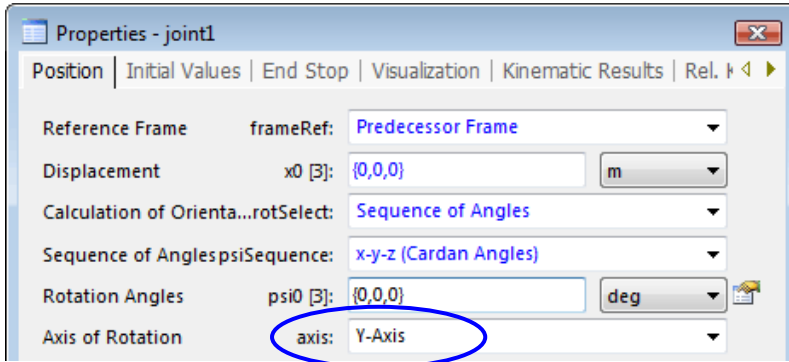 Properties - joint1
Position | Initial Values | End Stop | Visualization | Kinematic Results | Rel. K
Reference Frame frameRef: Predecessor Frame
Displacement x0 [3]: {0,0,0} m
Calculation of Orienta...rotSelect: Sequence of Angles
Sequence of AnglespsiSequence: x-y-z (Cardan Angles)
Rotation Angles psi0 [3]: {0,0,0} deg
Axis of Rotation axis: Y-Axis